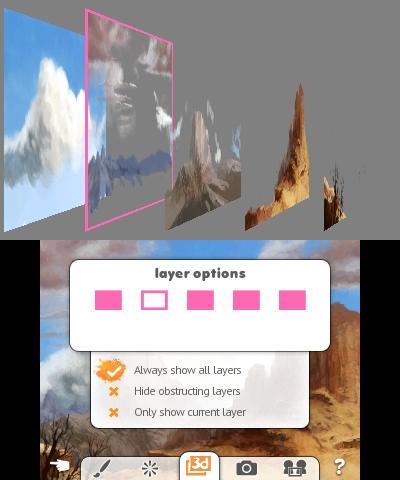 layer options
Always show all layers
Hide obstructing layers
Only show current layer
3d
?